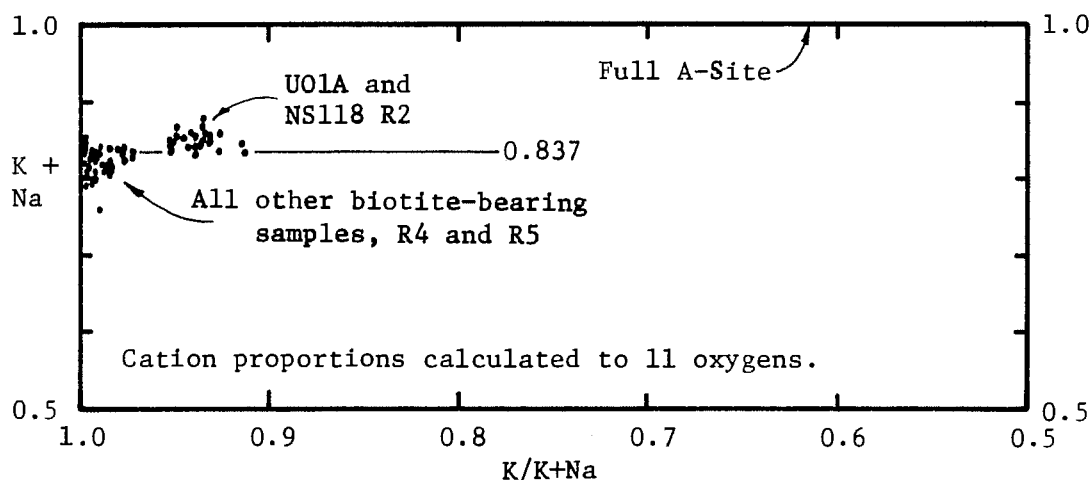 1.0
1.0
U01A and
NS118 R2
Full A-Site
K +
Na
0.837
All other biotite-bearing
samples, R4 and R5
Cation proportions calculated to 11 oxygens.
0.5
0.5
1.0
0.9
0.8
0.7
0.6
0.5
K/K+Na